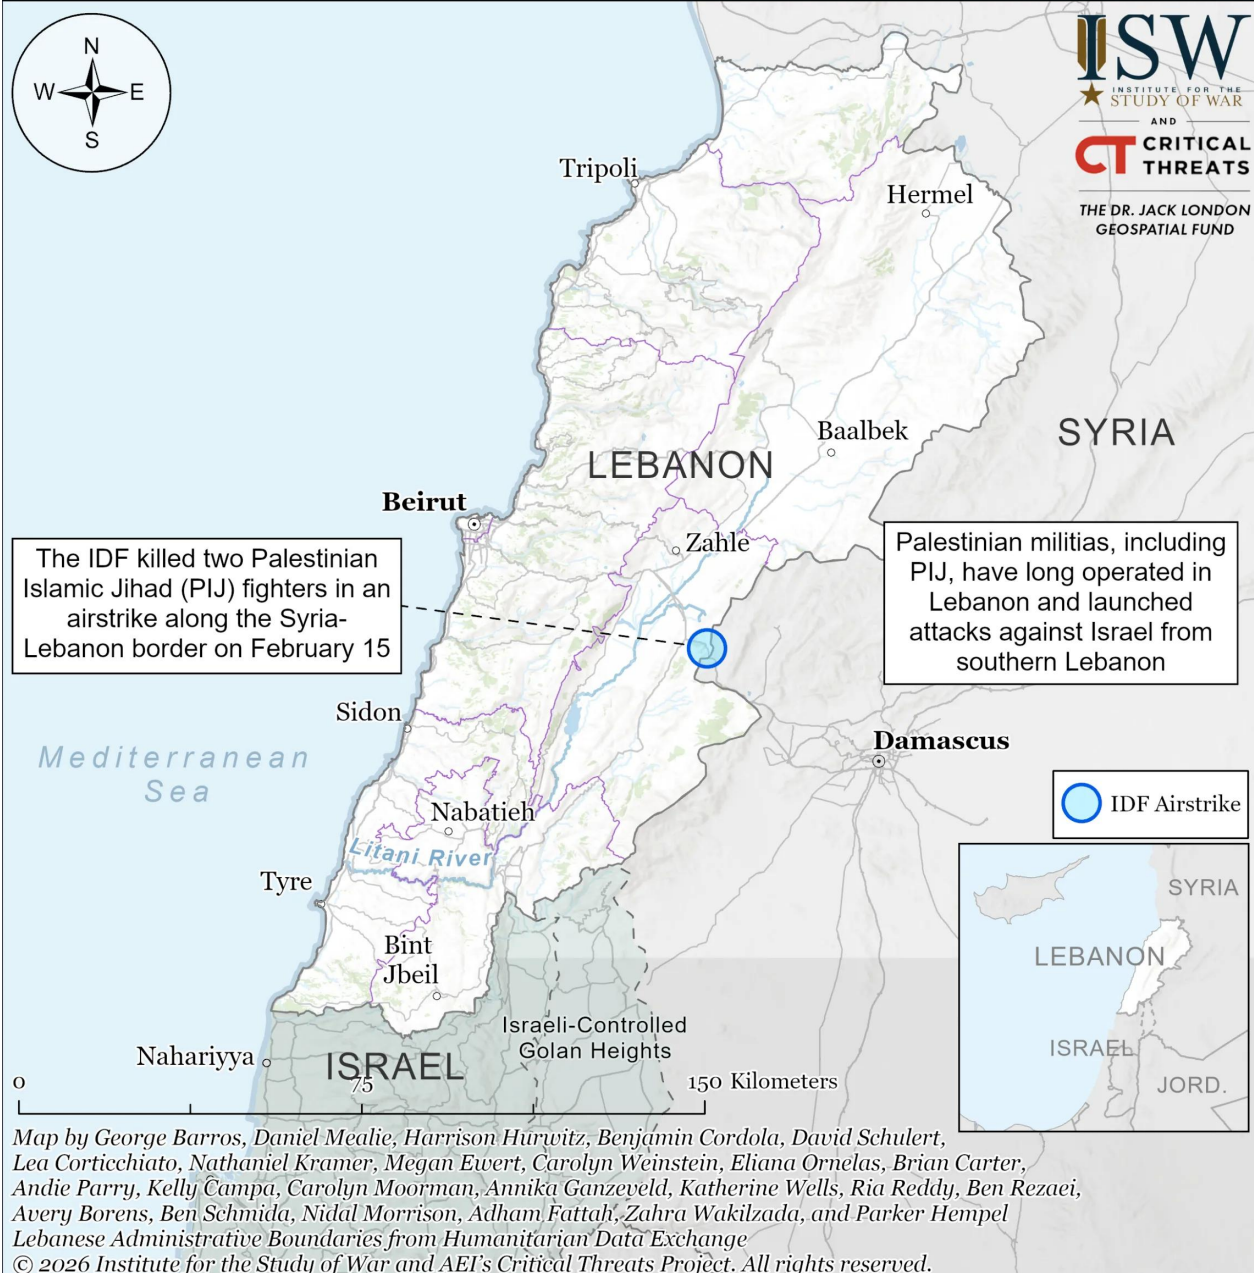 N
W E
S
ISW
INSTITUTE FOR THE
STUDY OF WAR
AND
CT CRITICAL
THREATS
THE DR. JACK LONDON
GEOSPATIAL FUND
Tripoli
Hermel
SYRIA
Baalbek
LEBANON
Beirut
Zahle
The IDF killed two Palestinian
Islamic Jihad (PIJ) fighters in an
airstrike along the Syria-
Lebanon border on February 15
Palestinian militias, including
PIJ, have long operated in
Lebanon and launched
attacks against Israel from
southern Lebanon
Sidon
Damascus
Mediterranean
Sea
IDF Airstrike
Nabatieh
Litani River
Tyre
Bint
Jbeil
Israeli-Controlled
Golan Heights
Nahariyya
ISRAEL
0 75 150 Kilometers
SYRIA
LEBANON
ISRAEL
JORD.
Map by George Barros, Daniel Mealie, Harrison Hurwitz, Benjamin Cordola, David Schulert,
Lea Corticchiato, Nathaniel Kramer, Megan Ewert, Carolyn Weinstein, Eliana Ornelas, Brian Carter,
Andie Parry, Kelly Campa, Carolyn Moorman, Annika Ganzeveld, Katherine Wells, Ria Reddy, Ben Rezaei,
Avery Borens, Ben Schmida, Nidal Morrison, Adham Fattah, Zahra Wakilzada, and Parker Hempel
Lebanese Administrative Boundaries from Humanitarian Data Exchange
© 2026 Institute for the Study of War and AEI's Critical Threats Project. All rights reserved.